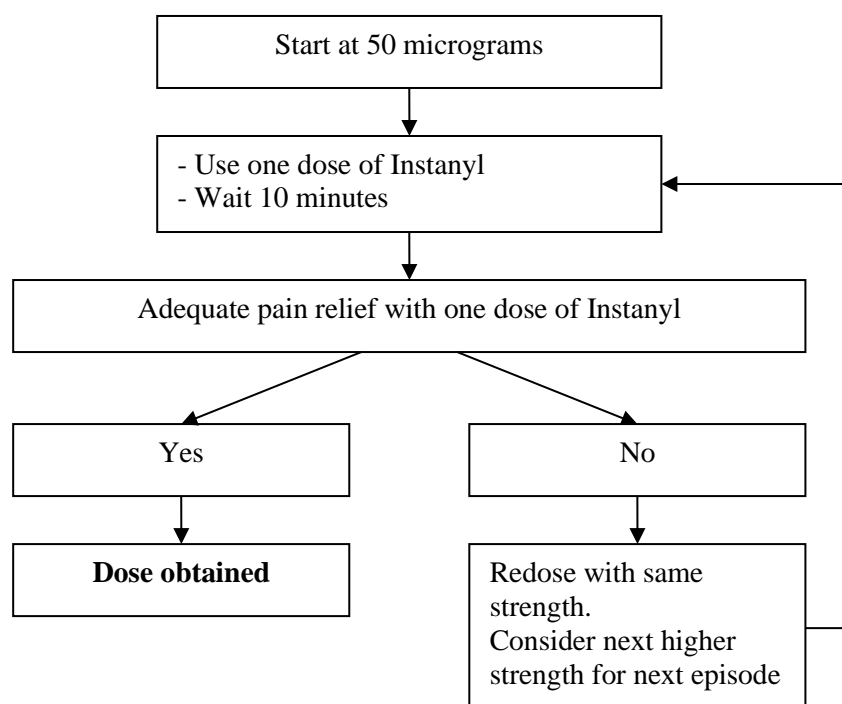 Start at 50 micrograms
- Use one dose of Instanyl
- Wait 10 minutes
Adequate pain relief with one dose of Instanyl
Yes
No
Dose obtained
Redose with same
strength.
Consider next higher
strength for next episode